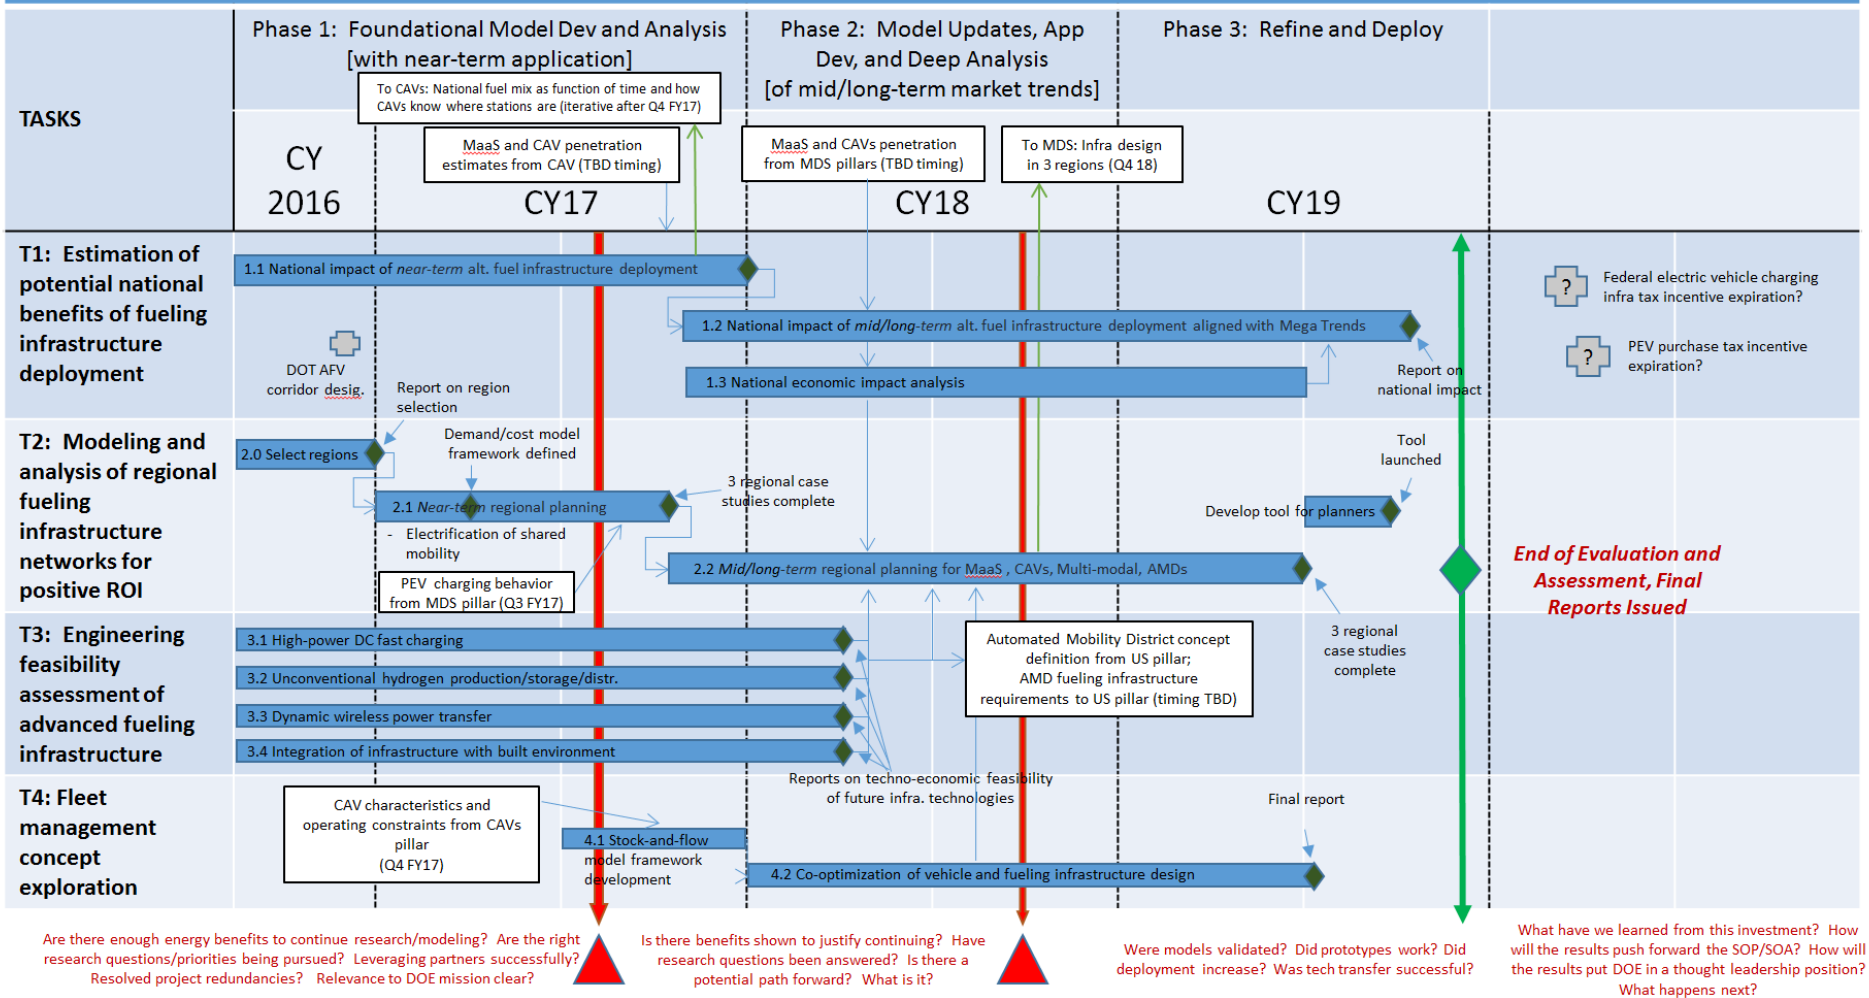 Phase 1:  Foundational Model Dev and Analysis
[with near-term application]
Phase 2:  Model Updates, App
Dev, and Deep Analysis
[of mid/long-term market trends]
Phase 3:  Refine and Deploy
TASKS
To CAVs: National fuel mix as function of time and how
CAVs know where stations are (iterative after Q4 FY17)
MaaS and CAV penetration
estimates from CAV (TBD timing)
MaaS and CAVs penetration
from MDS pillars (TBD timing)
To MDS: Infra design
in 3 regions (Q4 18)
CY
2016
CY17
CY18
CY19
T1:  Estimation of
potential national
benefits of fueling
infrastructure
deployment
1.1 National impact of near-term alt. fuel infrastructure deployment
1.2 National impact of mid/long-term alt. fuel infrastructure deployment aligned with Mega Trends
1.3 National economic impact analysis
DOT AFV
corridor desig.
Report on
national impact
?
Federal electric vehicle charging
infra tax incentive expiration?
?
PEV purchase tax incentive
expiration?
T2:  Modeling and
analysis of regional
fueling
infrastructure
networks for
positive ROI
Report on region
selection
2.0 Select regions
Demand/cost model
framework defined
2.1 Near-term regional planning
- Electrification of shared
mobility
3 regional case
studies complete
PEV charging behavior
from MDS pillar (Q3 FY17)
2.2 Mid/long-term regional planning for MaaS , CAVs, Multi-modal, AMDs
Tool
launched
Develop tool for planners
3 regional
case studies
complete
End of Evaluation and
Assessment, Final
Reports Issued
T3:  Engineering
feasibility
assessment of
advanced fueling
infrastructure
3.1 High-power DC fast charging
3.2 Unconventional hydrogen production/storage/distr.
3.3 Dynamic wireless power transfer
3.4 Integration of infrastructure with built environment
Automated Mobility District concept
definition from US pillar;
AMD fueling infrastructure
requirements to US pillar (timing TBD)
Reports on techno-economic feasibility
of future infra. technologies
T4: Fleet
management
concept
exploration
CAV characteristics and
operating constraints from CAVs
pillar
(Q4 FY17)
4.1 Stock-and-flow
model framework
development
4.2 Co-optimization of vehicle and fueling infrastructure design
Final report
Are there enough energy benefits to continue research/modeling?  Are the right
research questions/priorities being pursued?  Leveraging partners successfully?
Resolved project redundancies?   Relevance to DOE mission clear?
Is there benefits shown to justify continuing?  Have
research questions been answered?  Is there a
potential path forward?   What is it?
Were models validated?  Did prototypes work?  Did
deployment increase?  Was tech transfer successful?
What have we learned from this investment?  How
will the results push forward the SOP/SOA?  How will
the results put DOE in a thought leadership position?
What happens next?